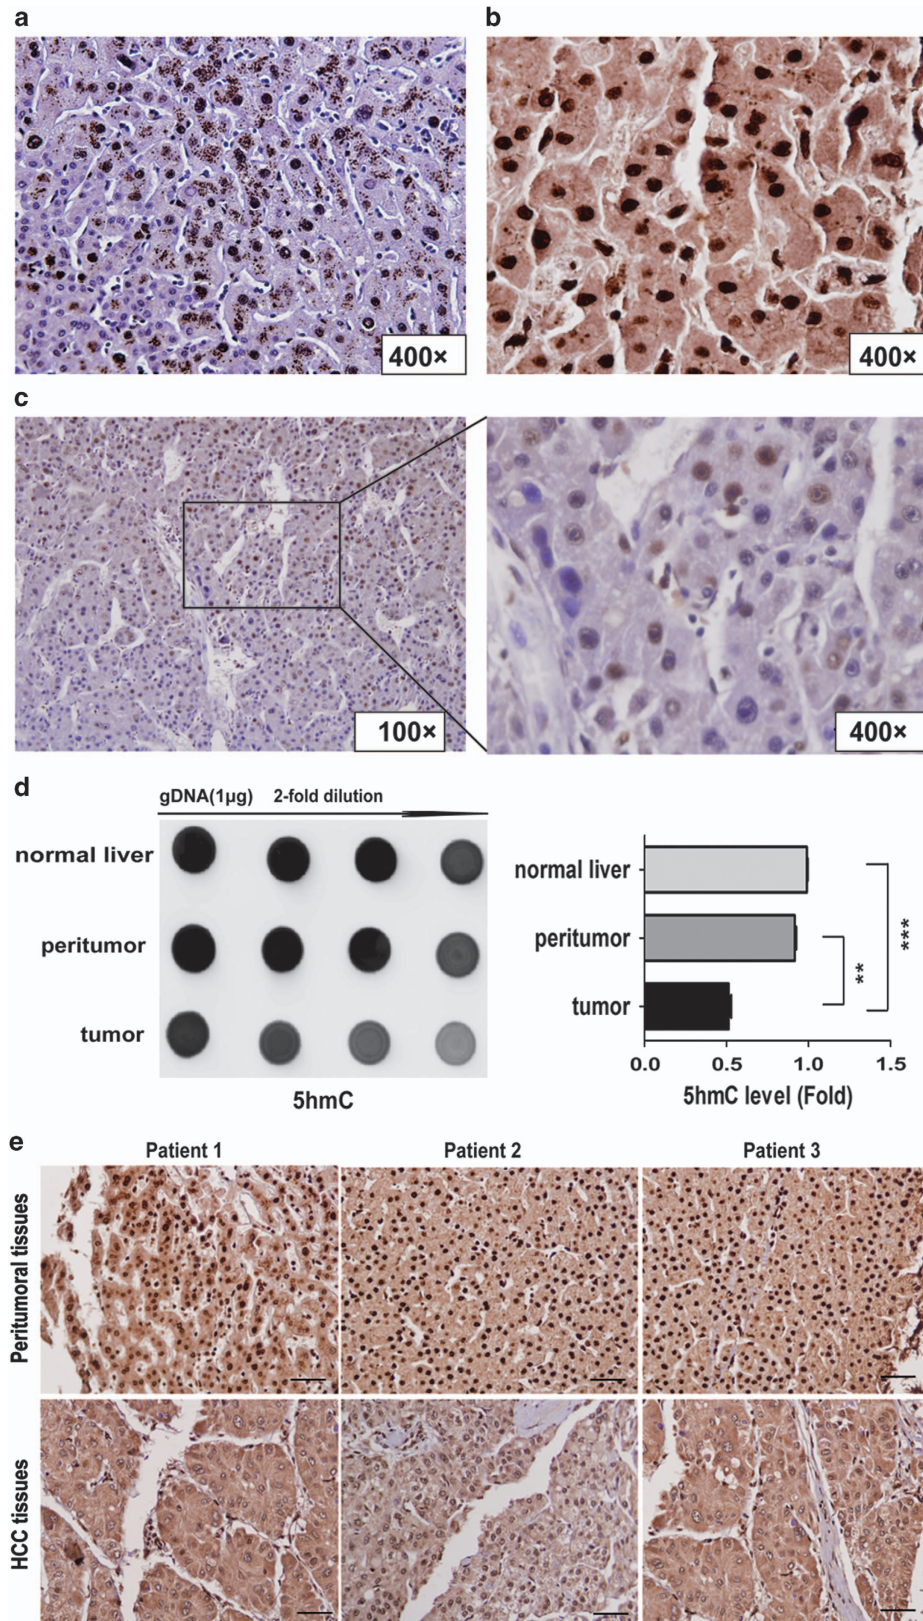 a
b
400×
400×
c
100×
400×
d
gDNA(1µg) 2-fold dilution
normal liver
peritumor
tumor
5hmC
normal liver
peritumor
tumor
**
***
0.0 0.5 1.0 1.5
5hmC level (Fold)
e
Patient 1 Patient 2 Patient 3
Peritumoral tissues
HCC tissues